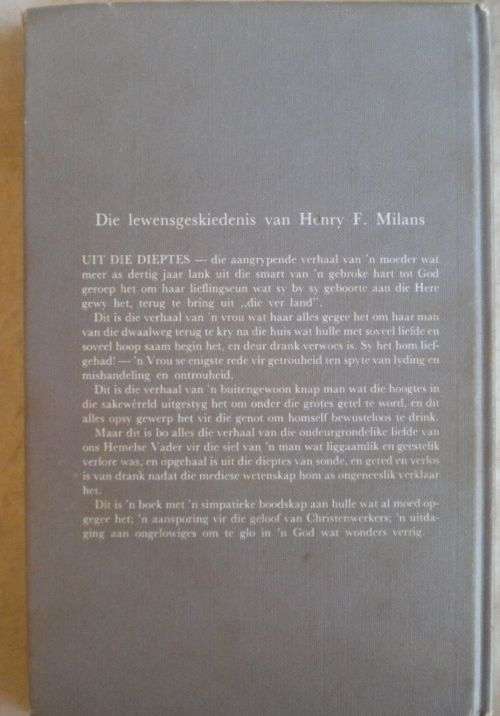 Die lewensgeskiedenis van Henry F. Milans
UIT DIE DIEPTES — die aangrypende verhaal van 'n moeder wat
meer as dertig jaar lank uit die smart van 'n gebroke hart tot God
geroep het om haar lieflingseun wat sy by sy geboorte aan die Here
gewy het, terug te bring uit „die ver land”.
Dit is die verhaal van 'n vrou wat haar alles gegee het om haar man
van die dwaalweg terug te kry na die huis wat hulle met soveel liefde en
soveel hoop saam begin het, en deur drank verwoes is. Sy het hom lief-
gehad! — 'n Vrou se enigste rede vir getrouheid ten spyte van lyding en
mishandeling en ontrouheid.
Dit is die verhaal van 'n buitengewoon knap man wat die hoogtes in
die sakewêreld uitgestyg het om onder die grotes getel te word, en dit
alles opsy gewerp het vir die genot om homself bewusteloos te drink.
Maar dit is bo alles die verhaal van die ondeurgrondelike liefde van
ons Hemelse Vader vir die siel van 'n man wat liggaamlik en geestelik
verlore was, en opgehaal is uit die dieptes van sonde, en gered en verlos
is van drank nadat die mediese wetenskap hom as ongeneeslik verklaar
het.
Dit is 'n boek met 'n simpatieke boodskap aan hulle wat al moed op-
gegee het; 'n aansporing vir die geloof van Christenwerkers; 'n uitda-
ging aan ongelowiges om te glo in 'n God wat wonders verrig.